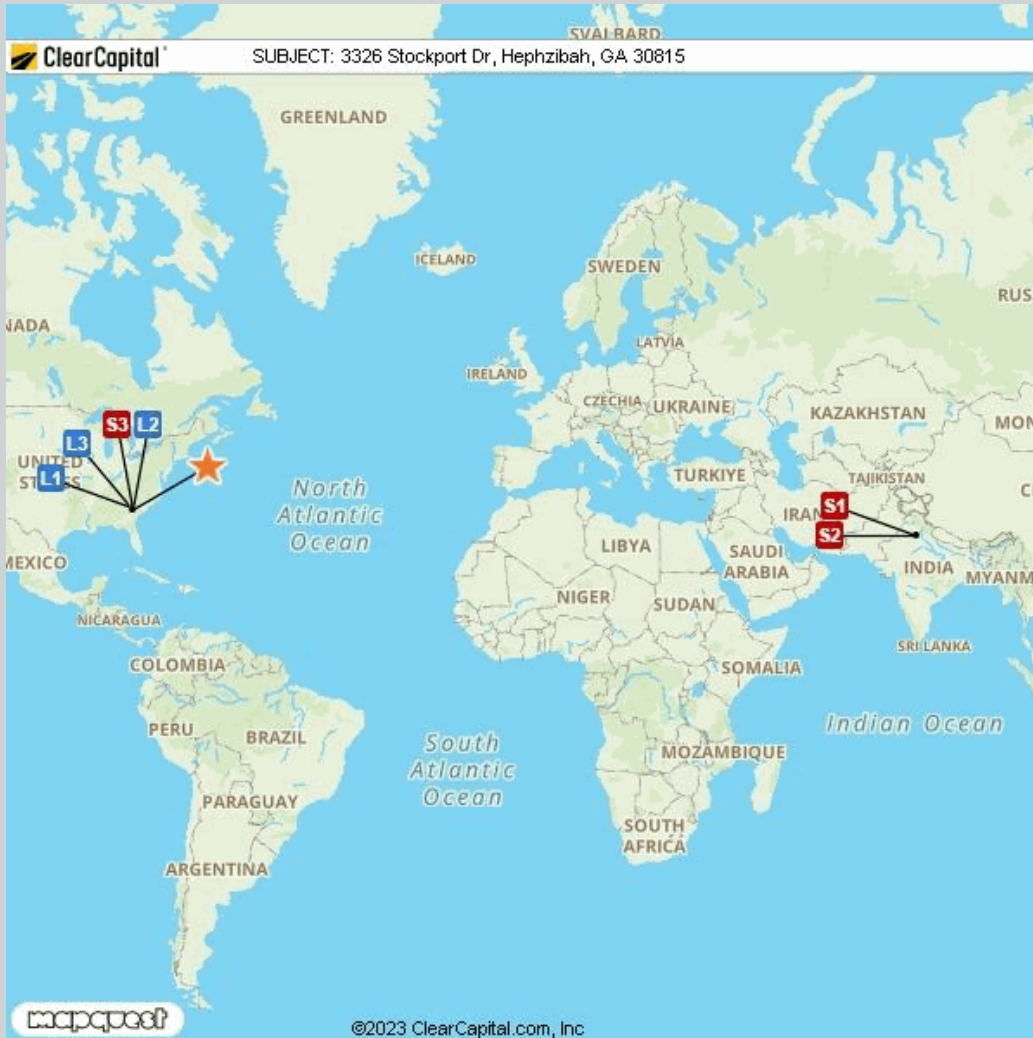 SVALBARD
ClearCapital
SUBJECT: 3326 Stockport Dr, Hephzibah, GA 30815
GREENLAND
ICELAND
SWEDEN
RUS
NADA
LATVIA
IRELAND
CZECHIA
UKRAINE
KAZAKHSTAN
MON
S3
L2
L3
UNITED
STATES
L1
TURKIYE
TAJIKISTAN
C
North
Atlantic
Ocean
IRAN
S1
S2
LIBYA
SAUDI
ARABIA
INDIA
MYANM
MEXICO
NIGER
SUDAN
NICARAGUA
SRI LANKA
COLOMBIA
SOMALIA
PERU
BRAZIL
Indian Ocean
South
Atlantic
Ocean
MOZAMBIQUE
PARAGUAY
SOUTH
AFRICA
ARGENTINA
mapquest
©2023 ClearCapital.com, Inc